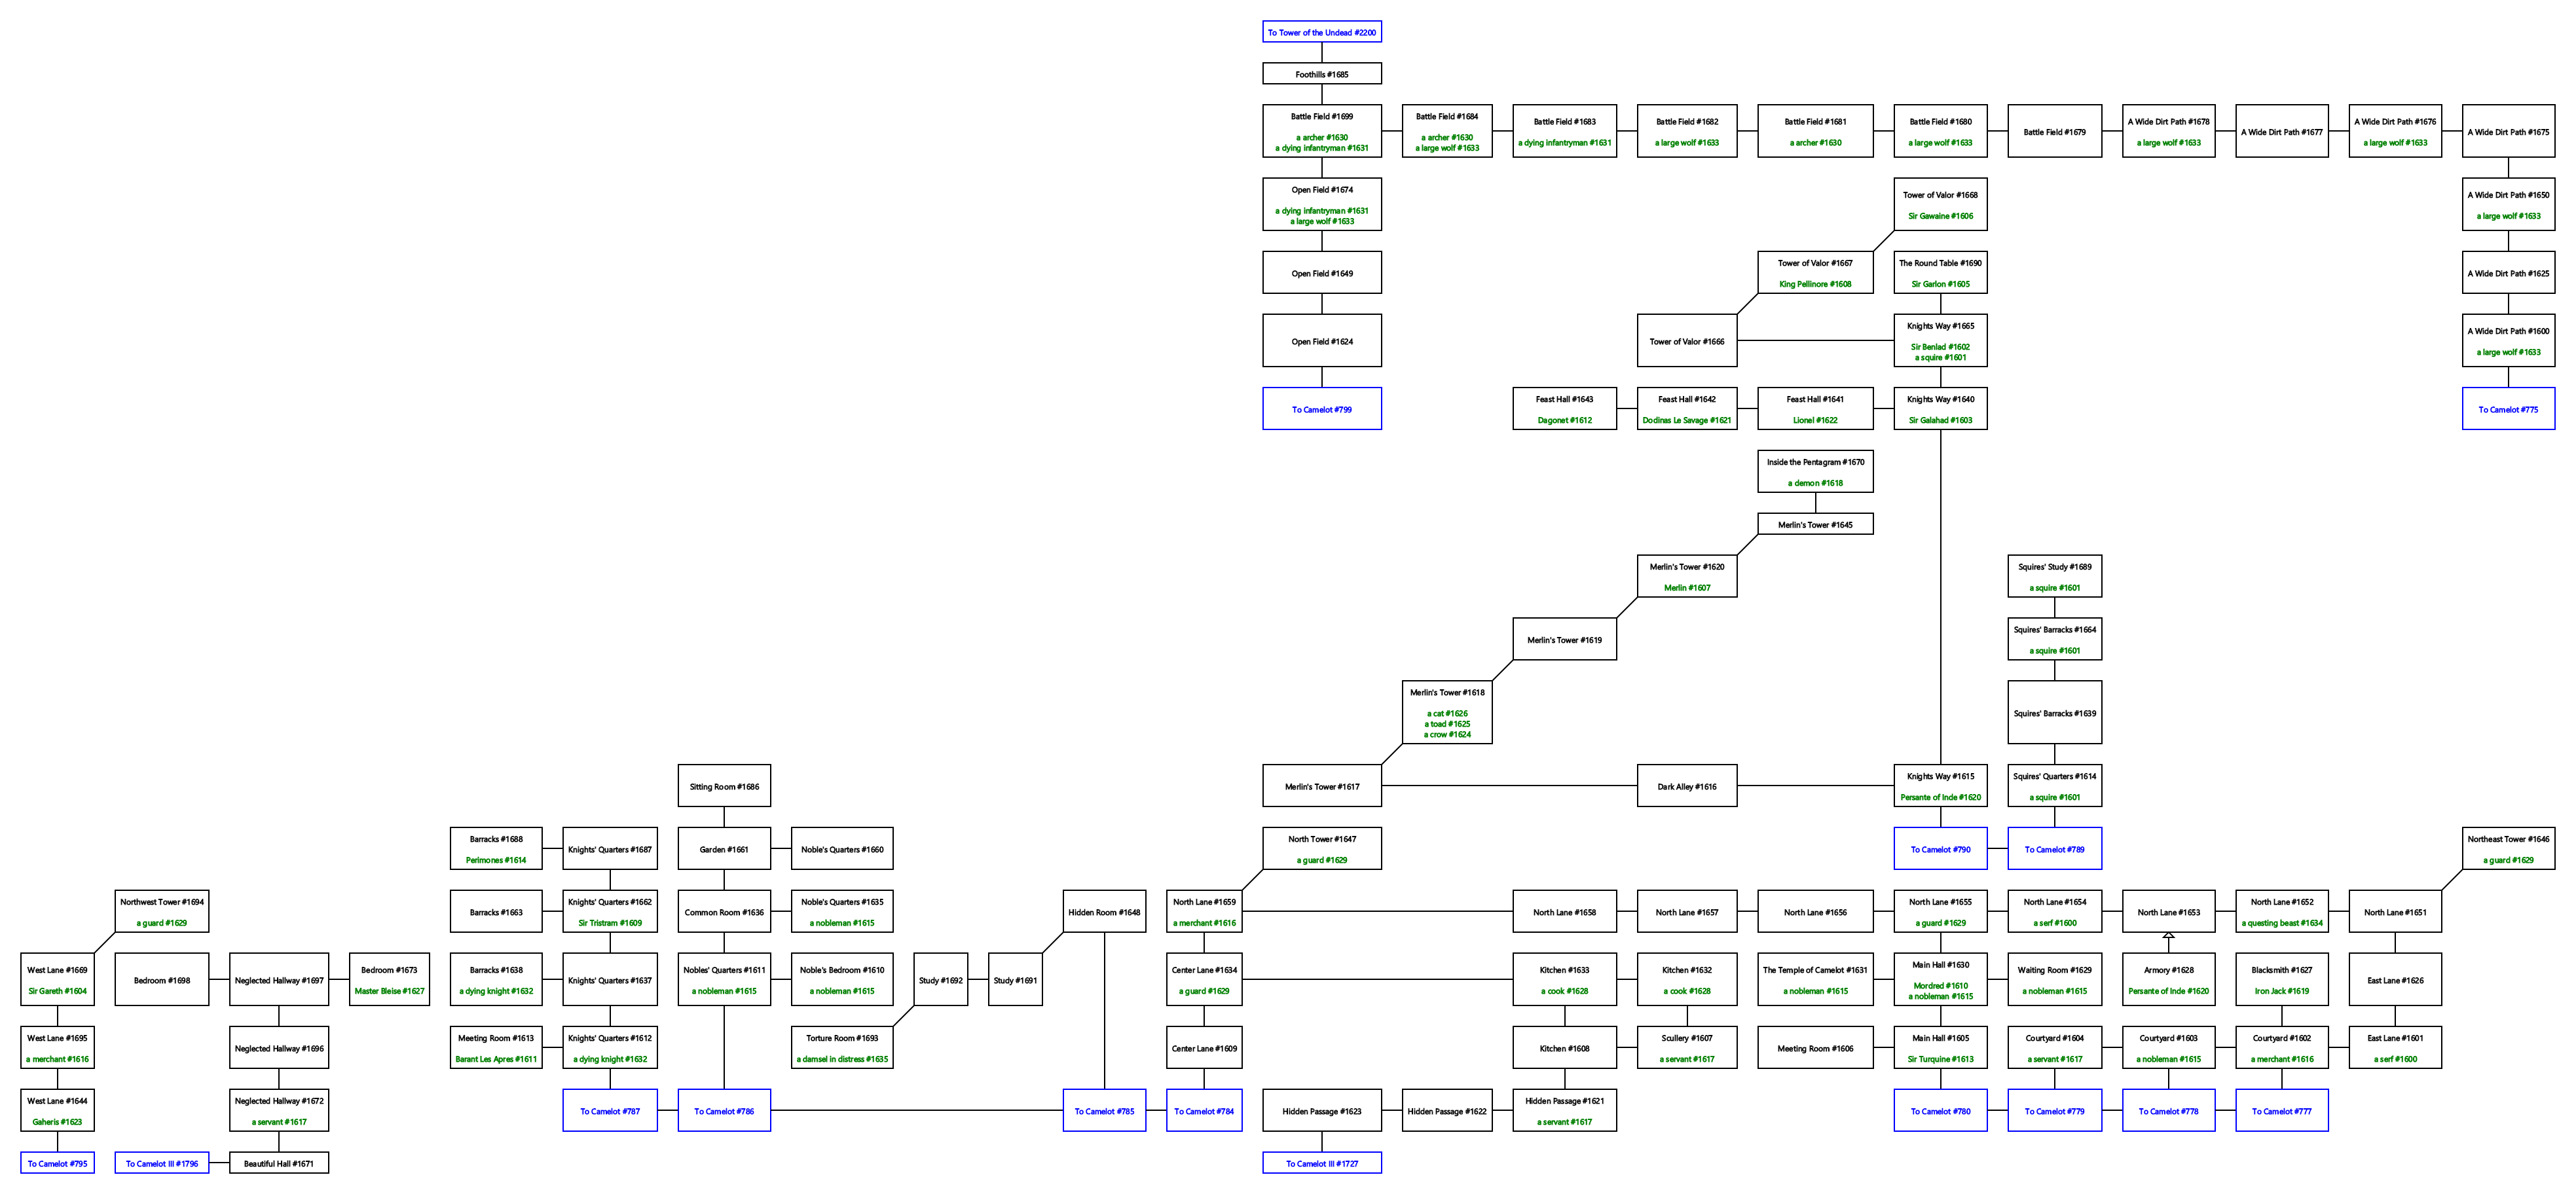 To Tower of the Undead #2200
Foothills #1685
Battle Field #1699
a archer #1630
a dying infantryman #1631
Battle Field #1684
a archer #1630
a large wolf #1633
Battle Field #1683
a dying infantryman #1631
Battle Field #1682
a large wolf #1633
Battle Field #1681
a archer #1630
Battle Field #1680
a large wolf #1633
Battle Field #1679
A Wide Dirt Path #1678
a large wolf #1633
A Wide Dirt Path #1677
A Wide Dirt Path #1676
a large wolf #1633
A Wide Dirt Path #1675
Open Field #1674
a dying infantryman #1631
a large wolf #1633
Tower of Valor #1668
Sir Gawaine #1606
A Wide Dirt Path #1650
a large wolf #1633
Open Field #1649
Tower of Valor #1667
King Pellinore #1608
The Round Table #1690
Sir Garlon #1605
A Wide Dirt Path #1625
Open Field #1624
Tower of Valor #1666
Knights Way #1665
Sir Benlad #1602
a squire #1601
A Wide Dirt Path #1600
a large wolf #1633
To Camelot #799
Feast Hall #1643
Dagonet #1612
Feast Hall #1642
Dodinas Le Savage #1621
Feast Hall #1641
Lionel #1622
Knights Way #1640
Sir Galahad #1603
To Camelot #775
Inside the Pentagram #1670
a demon #1618
Merlin's Tower #1645
Merlin's Tower #1620
Merlin #1607
Squires' Study #1689
a squire #1601
Merlin's Tower #1619
Squires' Barracks #1664
a squire #1601
Merlin's Tower #1618
a cat #1626
a toad #1625
a crow #1624
Squires' Barracks #1639
Sitting Room #1686
Merlin's Tower #1617
Dark Alley #1616
Knights Way #1615
Persante of Inde #1620
Squires' Quarters #1614
a squire #1601
Barracks #1688
Perimones #1614
Knights' Quarters #1687
Garden #1661
Noble's Quarters #1660
North Tower #1647
a guard #1629
To Camelot #790
To Camelot #789
Northeast Tower #1646
a guard #1629
Northwest Tower #1694
a guard #1629
Barracks #1663
Knights' Quarters #1662
Sir Tristram #1609
Common Room #1636
Noble's Quarters #1635
a nobleman #1615
Hidden Room #1648
North Lane #1659
a merchant #1616
North Lane #1658
North Lane #1657
North Lane #1656
North Lane #1655
a guard #1629
North Lane #1654
a serf #1600
North Lane #1653
North Lane #1652
a questing beast #1634
North Lane #1651
West Lane #1669
Sir Gareth #1604
Bedroom #1698
Neglected Hallway #1697
Bedroom #1673
Master Bleise #1627
Barracks #1638
a dying knight #1632
Knights' Quarters #1637
Nobles' Quarters #1611
a nobleman #1615
Noble's Bedroom #1610
a nobleman #1615
Study #1692
Study #1691
Center Lane #1634
a guard #1629
Kitchen #1633
a cook #1628
Kitchen #1632
a cook #1628
The Temple of Camelot #1631
a nobleman #1615
Main Hall #1630
Mordred #1610
a nobleman #1615
Waiting Room #1629
a nobleman #1615
Armory #1628
Persante of Inde #1620
Blacksmith #1627
Iron Jack #1619
East Lane #1626
West Lane #1695
a merchant #1616
Neglected Hallway #1696
Meeting Room #1613
Barant Les Apres #1611
Knights' Quarters #1612
a dying knight #1632
Torture Room #1693
a damsel in distress #1635
Center Lane #1609
Kitchen #1608
Scullery #1607
a servant #1617
Meeting Room #1606
Main Hall #1605
Sir Turquine #1613
Courtyard #1604
a servant #1617
Courtyard #1603
a nobleman #1615
Courtyard #1602
a merchant #1616
East Lane #1601
a serf #1600
West Lane #1644
Gaheris #1623
Neglected Hallway #1672
a servant #1617
To Camelot #787
To Camelot #786
To Camelot #785
To Camelot #784
Hidden Passage #1623
Hidden Passage #1622
Hidden Passage #1621
a servant #1617
To Camelot #780
To Camelot #779
To Camelot #778
To Camelot #777
To Camelot #795
To Camelot III #1796
Beautiful Hall #1671
To Camelot III #1727